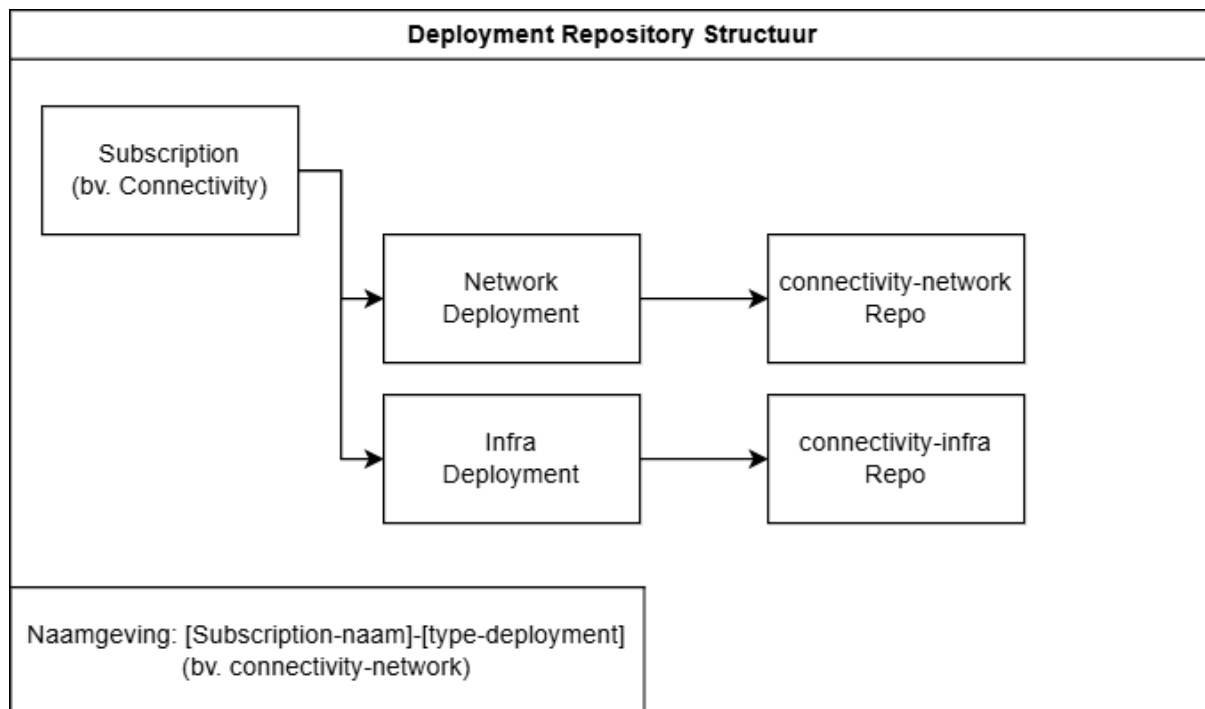 Deployment Repository Structuur
Subscription
(bv. Connectivity)
Network
Deployment
connectivity-network
Repo
Infra
Deployment
connectivity-infra
Repo
Naamgeving: [Subscription-naam]-[type-deployment]
(bv. connectivity-network)